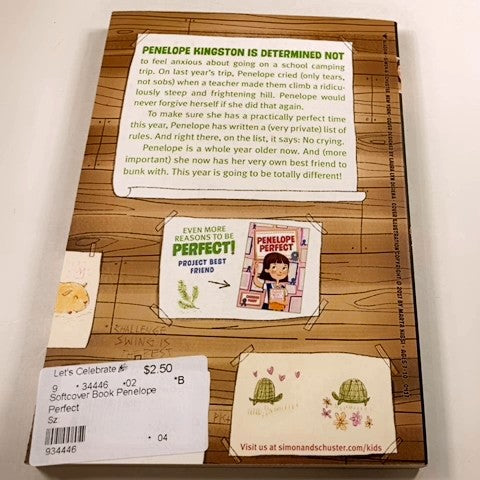 PENELOPE KINGSTON IS DETERMINED NOT
to feel anxious about going on a school camping
trip. On last year's trip, Penelope cried (only tears,
not sobs) when a teacher made them climb a ridicu-
lously steep and frightening hill. Penelope would
never forgive herself if she did that again.
To make sure she has a practically perfect time
this year, Penelope has written a (very private) list of
rules. And right there, on the list, it says: No crying.
Penelope is a whole year older now. And (more
important) she now has her very own best friend to
bunk with. This year is going to be totally different!
EVEN MORE
REASONS TO BE
PERFECT!
PROJECT BEST
FRIEND
PENELOPE
PERFECT
CHALLENGE
SWING IS
Let's Celebrate $2.50
9 34446 02 *B
Softcover Book Penelope
Perfect
Sz:
04
934446
Visit us at simonandschuster.com/kids